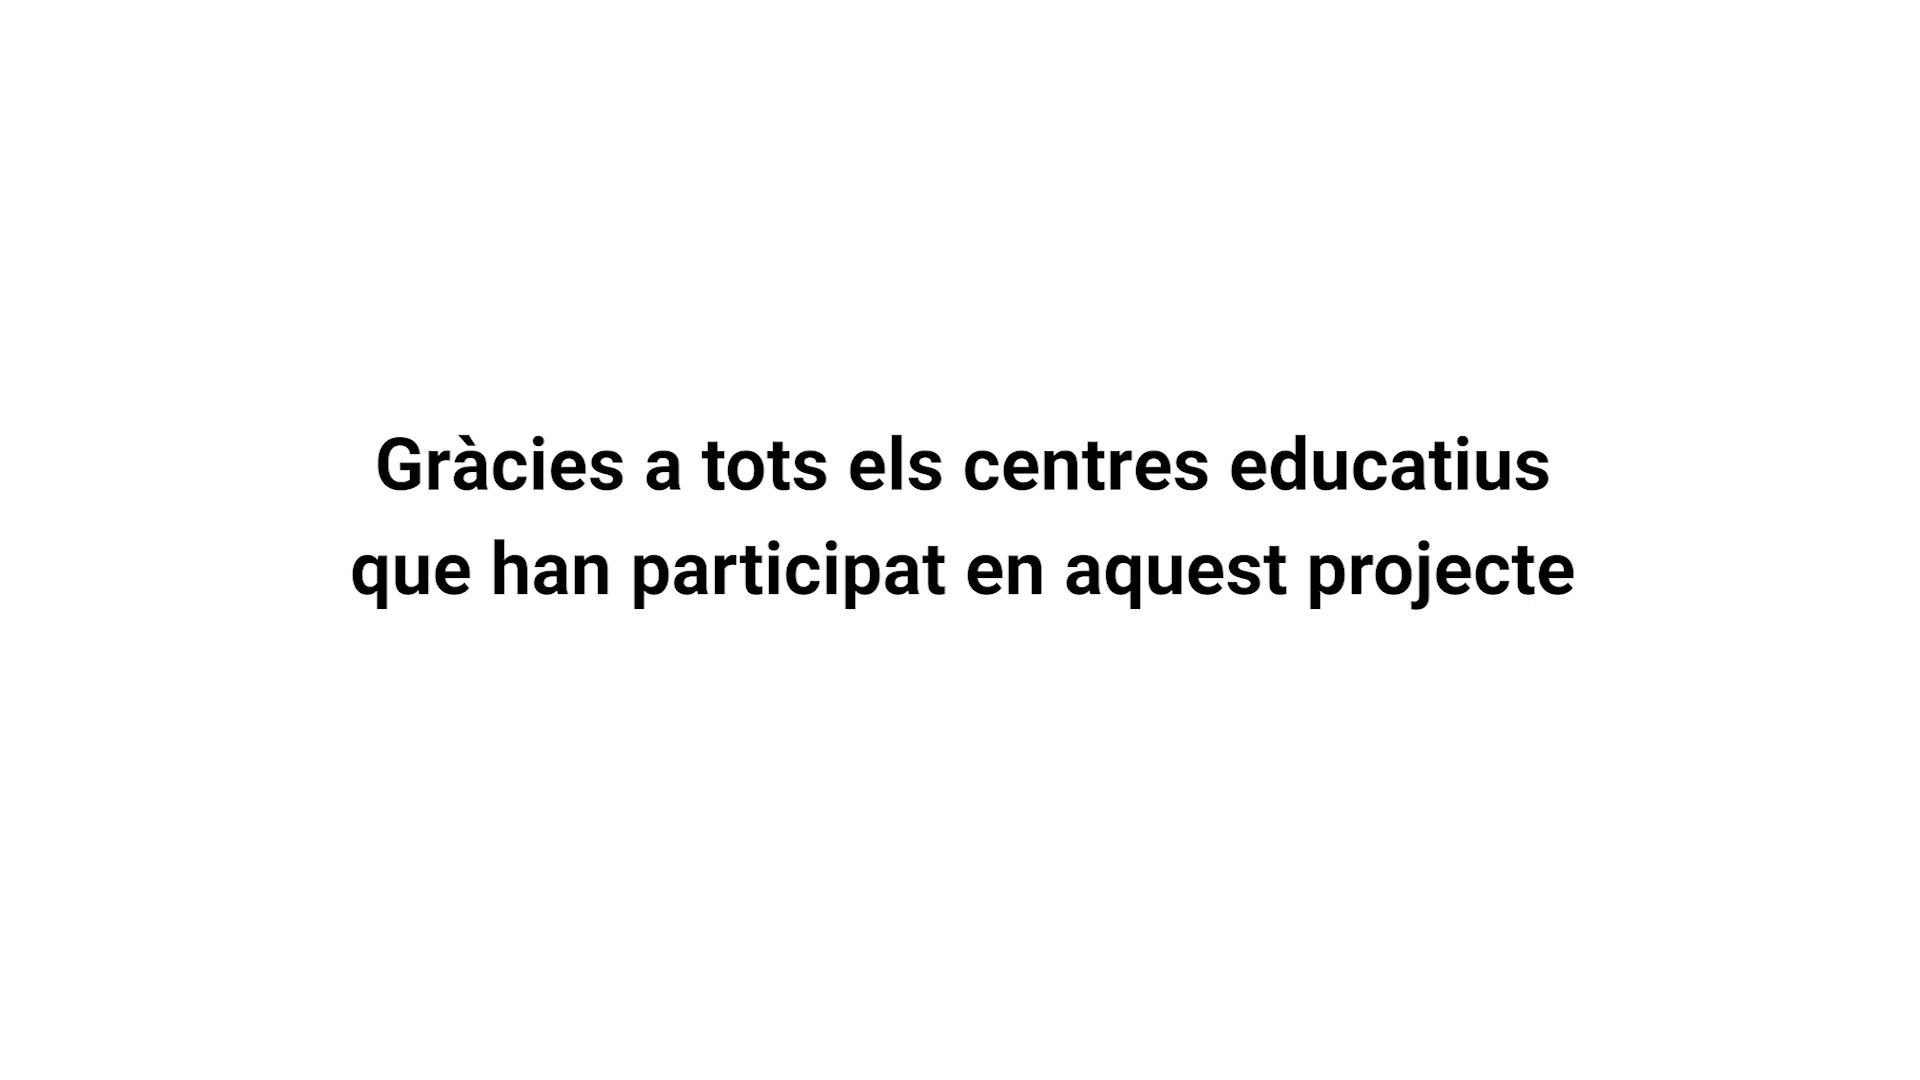 Gràcies a tots els centres educatius
que han participat en aquest projecte